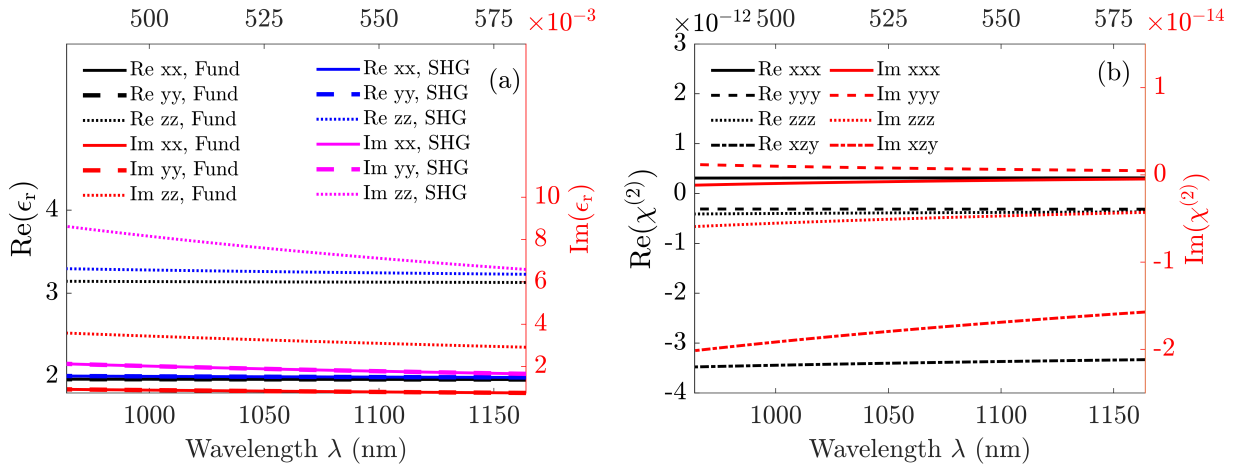 500 525 550 575 ×10⁻³
Re xx, Fund Re xx, SHG (a)
Re yy, Fund Re yy, SHG
Re zz, Fund Re zz, SHG
Im xx, Fund Im xx, SHG
Im yy, Fund Im yy, SHG
Im zz, Fund Im zz, SHG
Re(ϵᵣ)
4
3
2
10
8
6
4
2
Im(ϵᵣ)
1000 1050 1100 1150
Wavelength λ (nm)
×10⁻¹² 500 525 550 575 ×10⁻¹⁴
Re xxx Im xxx (b)
Re yyy Im yyy
Re zzz Im zzz
Re xzy Im xzy
Re(χ⁽²⁾)
3
2
1
0
-1
-2
-3
-4
1
0
-1
-2
Im(χ⁽²⁾)
1000 1050 1100 1150
Wavelength λ (nm)